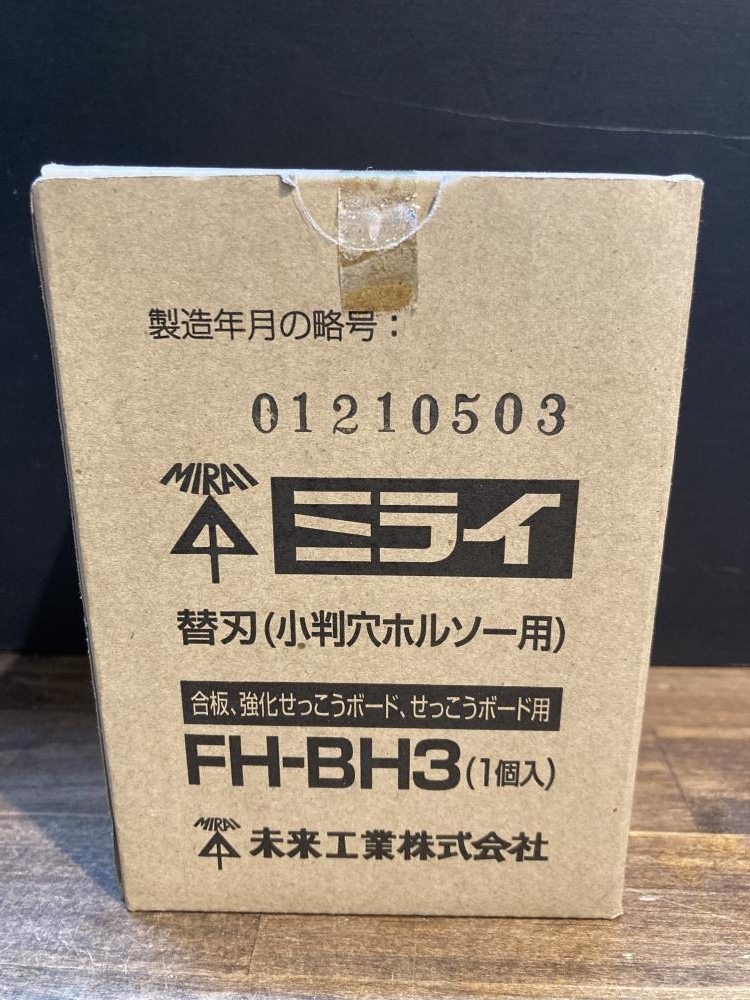 製造年月の略号：
01210503
MIRAI
ミライ
替刃(小判穴ホルソー用)
合板、強化せっこうボード、せっこうボード用
FH-BH3(1個入)
MIRAI
未来工業株式会社